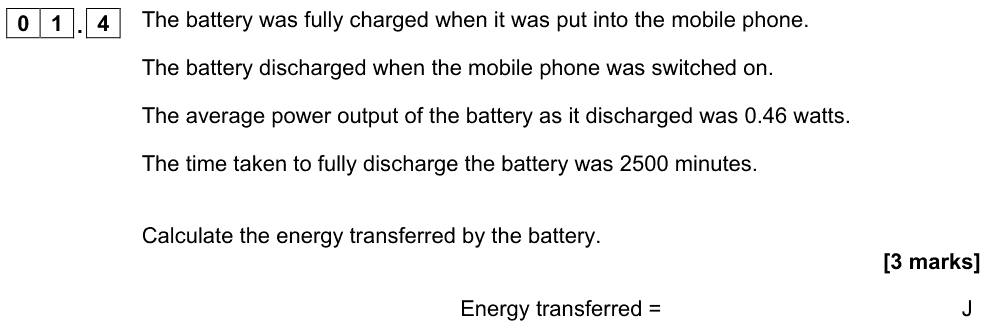 01.4 The battery was fully charged when it was put into the mobile phone.
The battery discharged when the mobile phone was switched on.
The average power output of the battery as it discharged was 0.46 watts.
The time taken to fully discharge the battery was 2500 minutes.
Calculate the energy transferred by the battery.
[3 marks]
Energy transferred = J